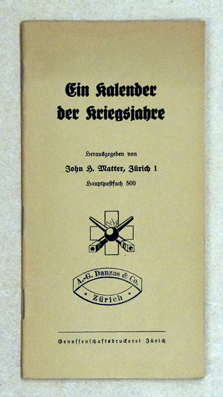 Ein Kalender
der Kriegsjahre
Herausgegeben von
John H. Matter, Zürich 1
Hauptpostfach 500
A.-G. Danzas & Co.
Zürich
Genossenschaftsdruckerei Zürich